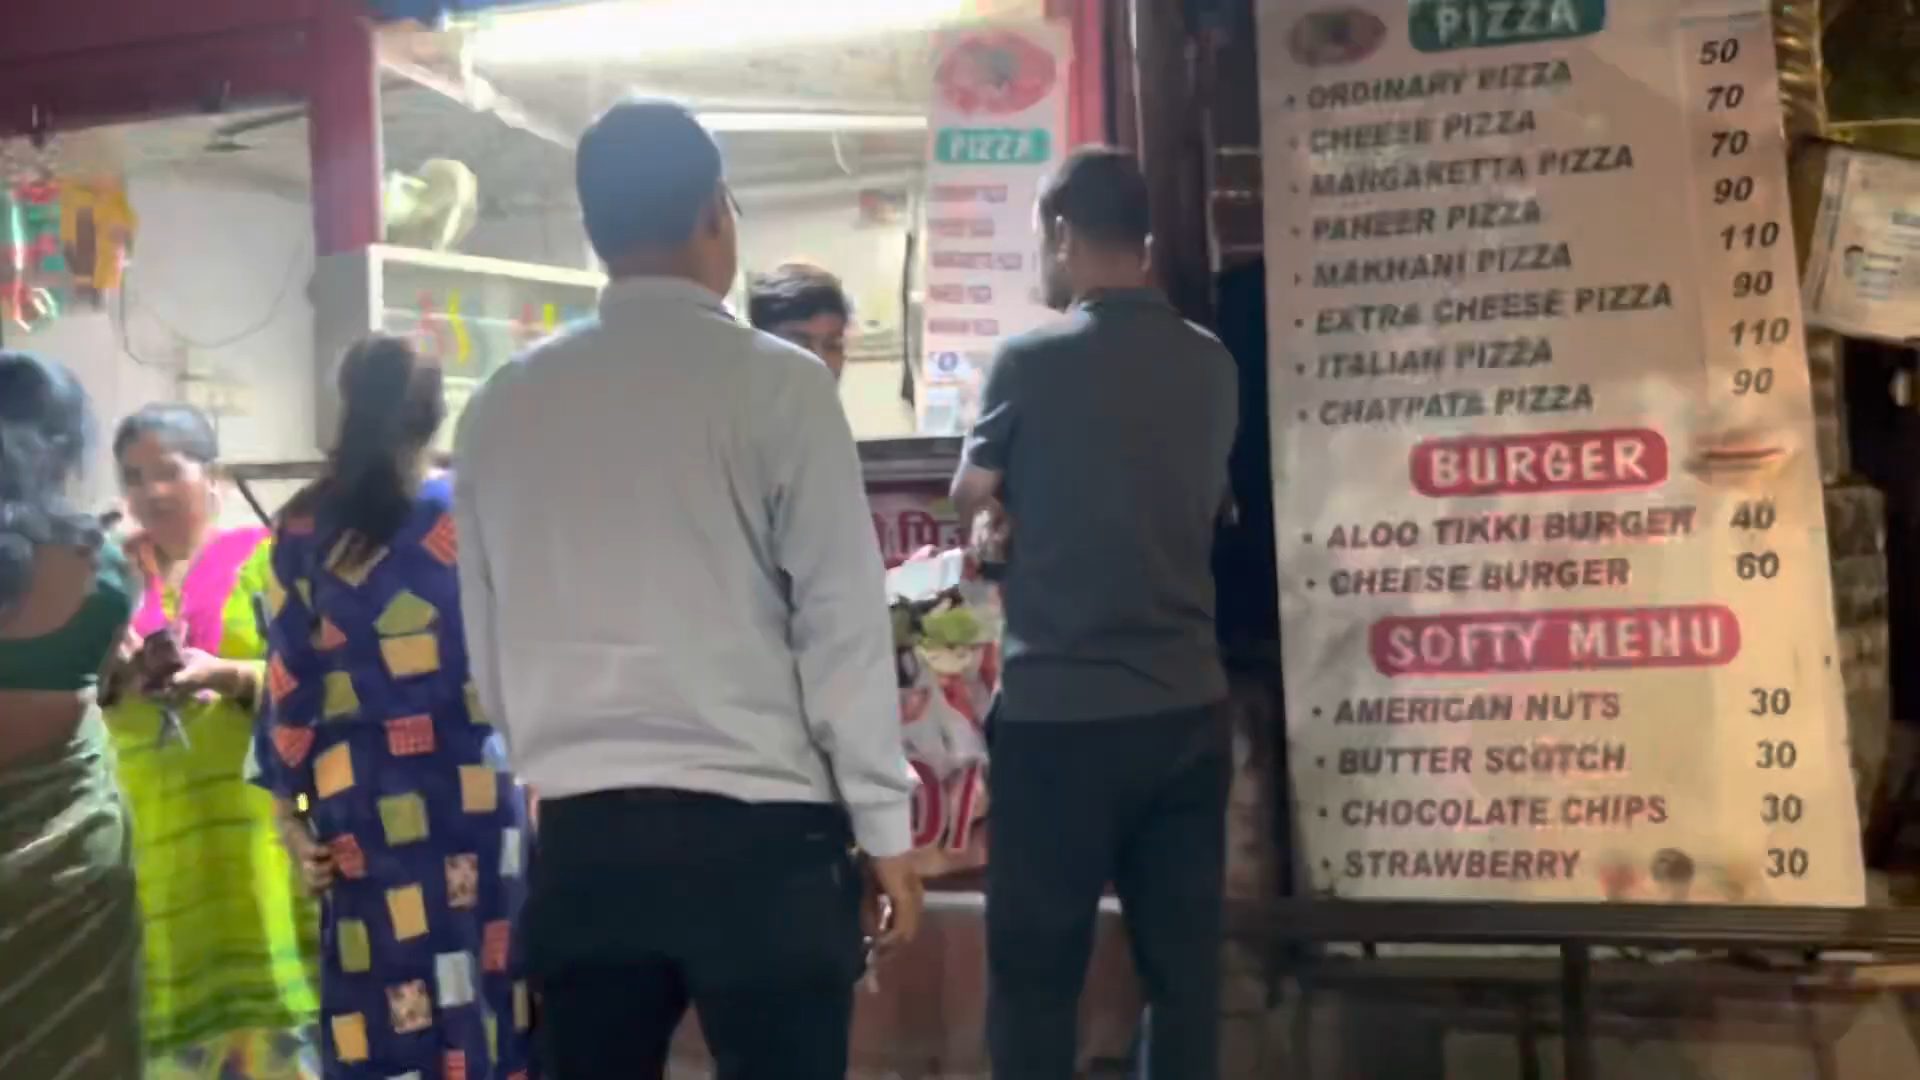 PIZZA
ORDINARY PIZZA 50
CHEESE PIZZA 70
MARGARETTA PIZZA 70
PANEER PIZZA 90
MAKHANI PIZZA 110
EXTRA CHEESE PIZZA 90
ITALIAN PIZZA 110
CHATPATA PIZZA 90
BURGER
ALOO TIKKI BURGER 40
CHEESE BURGER 60
SOFTY MENU
AMERICAN NUTS 30
BUTTER SCOTCH 30
CHOCOLATE CHIPS 30
STRAWBERRY 30
PIZZA